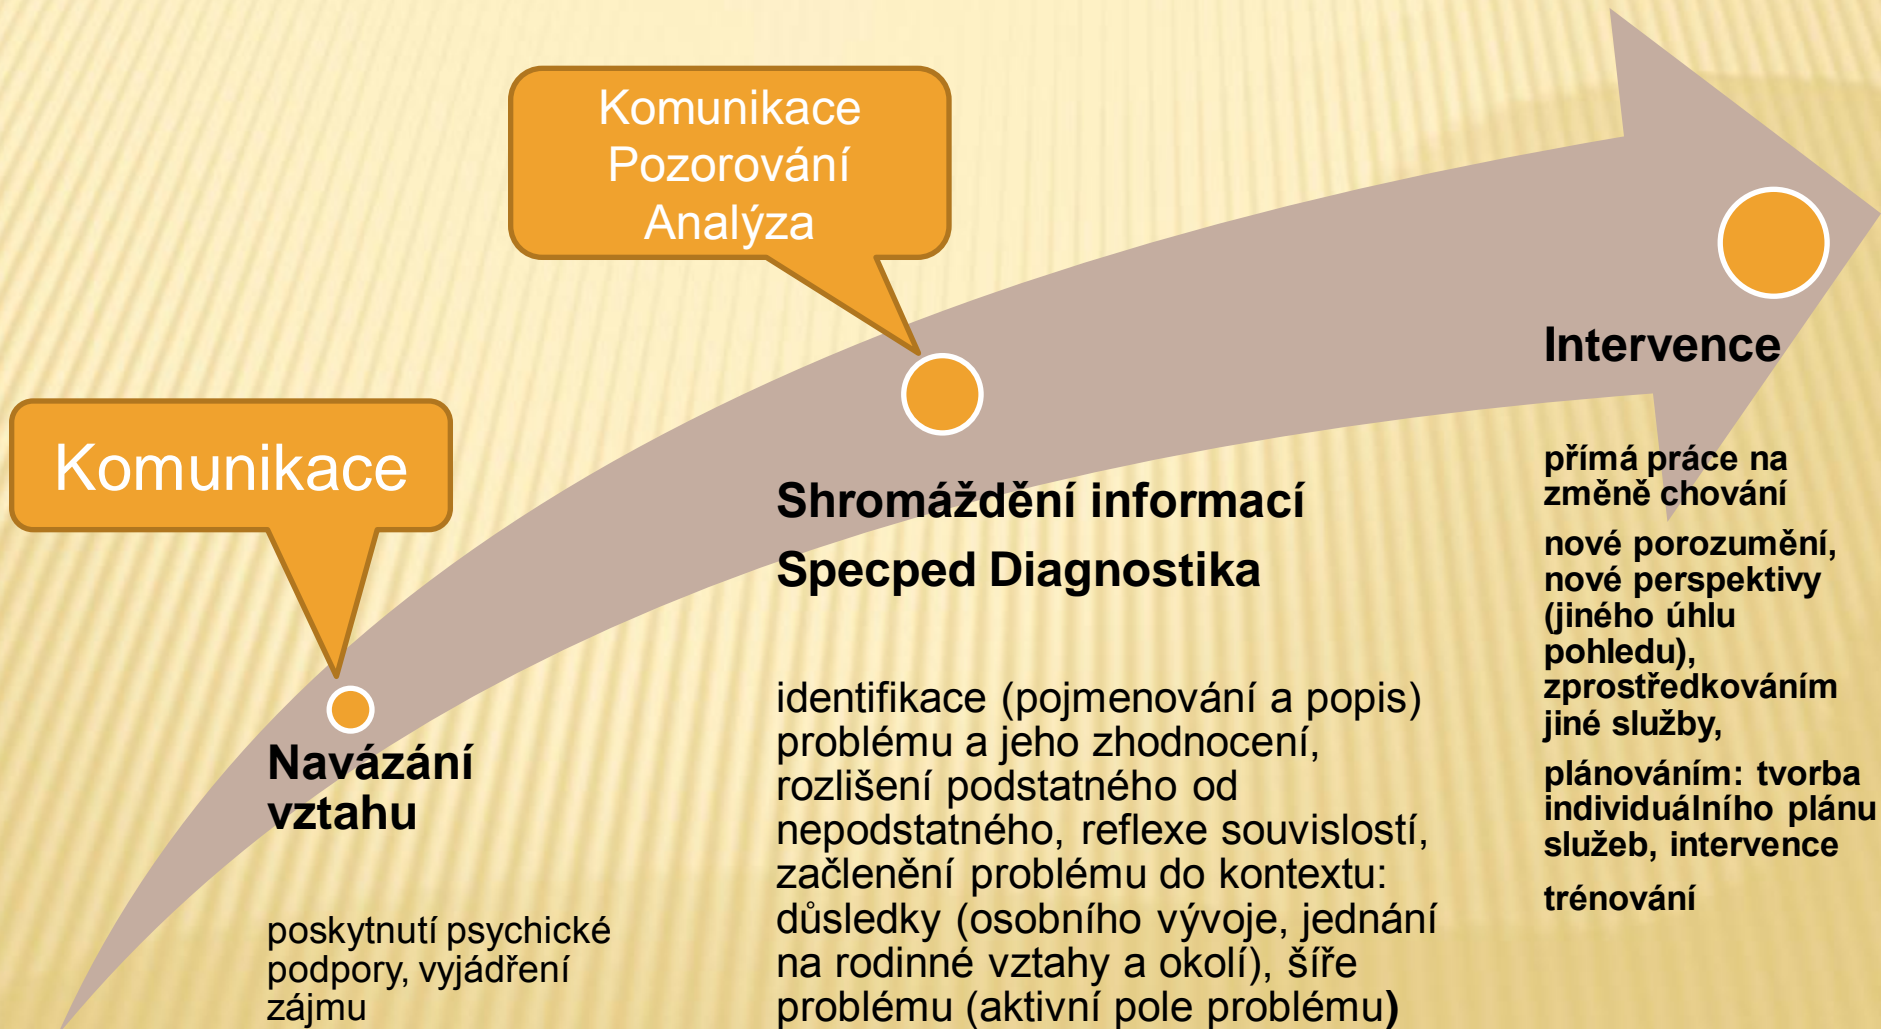 Komunikace
Pozorování
Analýza
Komunikace
Navázání
vztahu
poskytnutí psychické
podpory, vyjádření
zájmu
Shromáždění informací
Specped Diagnostika
identifikace (pojmenování a popis)
problému a jeho zhodnocení,
rozlišení podstatného od
nepodstatného, reflexe souvislostí,
začlenění problému do kontextu:
důsledky (osobního vývoje, jednání
na rodinné vztahy a okolí), šíře
problému (aktivní pole problému)
Intervence
přímá práce na
změně chování
nové porozumění,
nové perspektivy
(jiného úhlu
pohledu),
zprostředkováním
jiné služby,
plánováním: tvorba
individuálního plánu
služeb, intervence
trénování